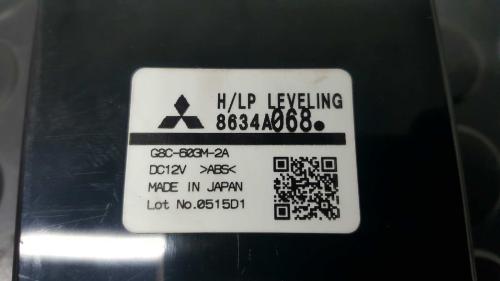 H/LP LEVELING
8634A068.
G8C-603M-2A
DC12V >ABS<
MADE IN JAPAN
Lot No.0515D1